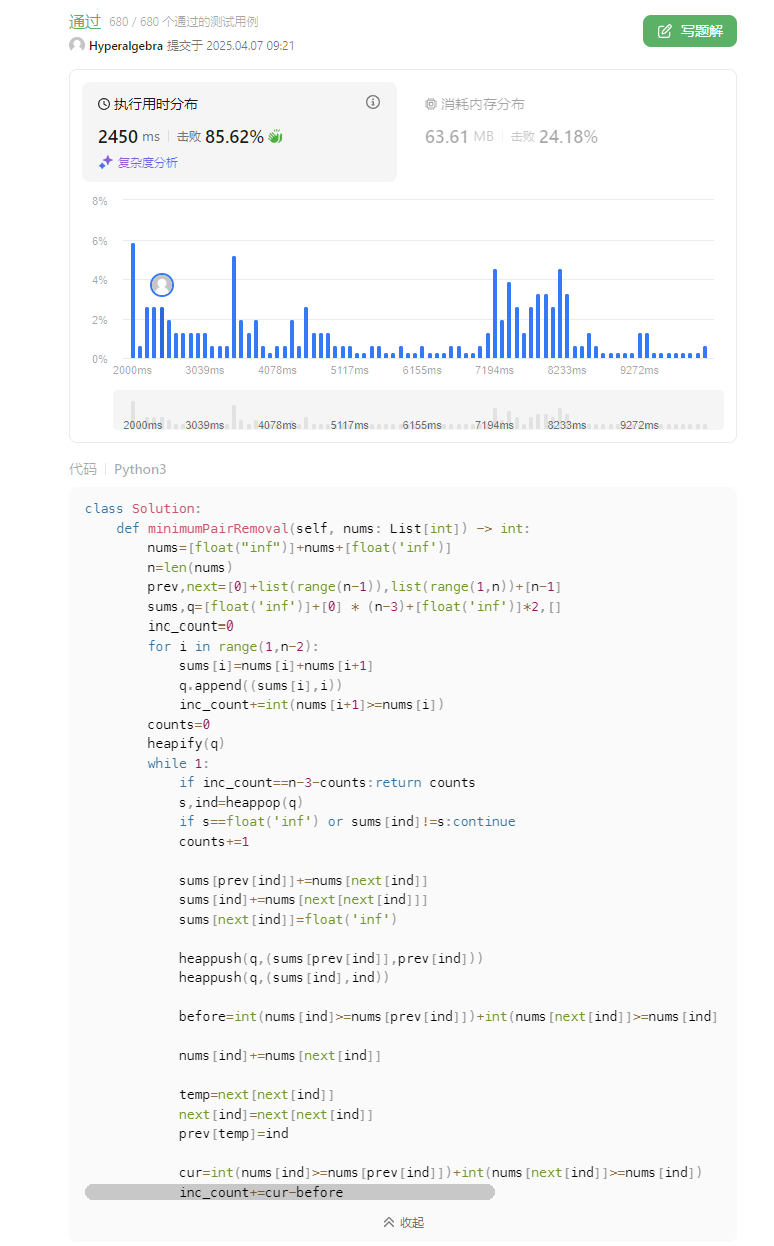 通过 680 / 680 个通过的测试用例
Hyperalgebra 提交于 2025.04.07 09:21
写题解
执行用时分布
2450 ms 击败 85.62%
复杂度分析
消耗内存分布
63.61 MB 击败 24.18%
8%
6%
4%
2%
0%
2000ms 3039ms 4078ms 5117ms 6155ms 7194ms 8233ms 9272ms
2000ms 3039ms 4078ms 5117ms 6155ms 7194ms 8233ms 9272ms
代码 Python3
class Solution:
    def minimumPairRemoval(self, nums: List[int]) -> int:
        nums=[float("inf")]+nums+[float('inf')]
        n=len(nums)
        prev,next=[0]+list(range(n-1)),list(range(1,n))+[n-1]
        sums,q=[float('inf')]+[0] * (n-3)+[float('inf')]*2,[]
        inc_count=0
        for i in range(1,n-2):
            sums[i]=nums[i]+nums[i+1]
            q.append((sums[i],i))
            inc_count+=int(nums[i+1]>=nums[i])
        counts=0
        heapify(q)
        while 1:
            if inc_count==n-3-counts:return counts
            s,ind=heappop(q)
            if s==float('inf') or sums[ind]!=s:continue
            counts+=1
            sums[prev[ind]]+=nums[next[ind]]
            sums[ind]+=nums[next[next[ind]]]
            sums[next[ind]]=float('inf')
            heappush(q,(sums[prev[ind]],prev[ind]))
            heappush(q,(sums[ind],ind))
            before=int(nums[ind]>=nums[prev[ind]])+int(nums[next[ind]]>=nums[ind]
            nums[ind]+=nums[next[ind]]
            temp=next[next[ind]]
            next[ind]=next[next[ind]]
            prev[temp]=ind
            cur=int(nums[ind]>=nums[prev[ind]])+int(nums[next[ind]]>=nums[ind])
            inc_count+=cur-before
收起